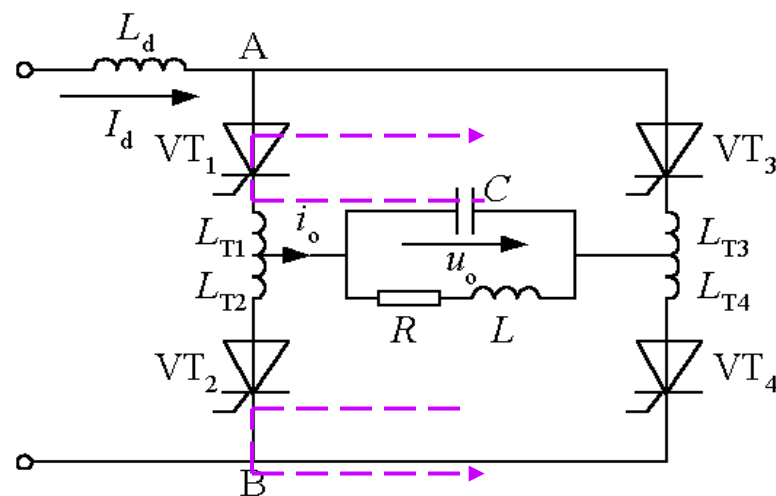 L_d
A
I_d
VT_1
VT_3
C
L_T1
i_o
L_T3
u_o
L_T2
L_T4
R
L
VT_2
VT_4
B